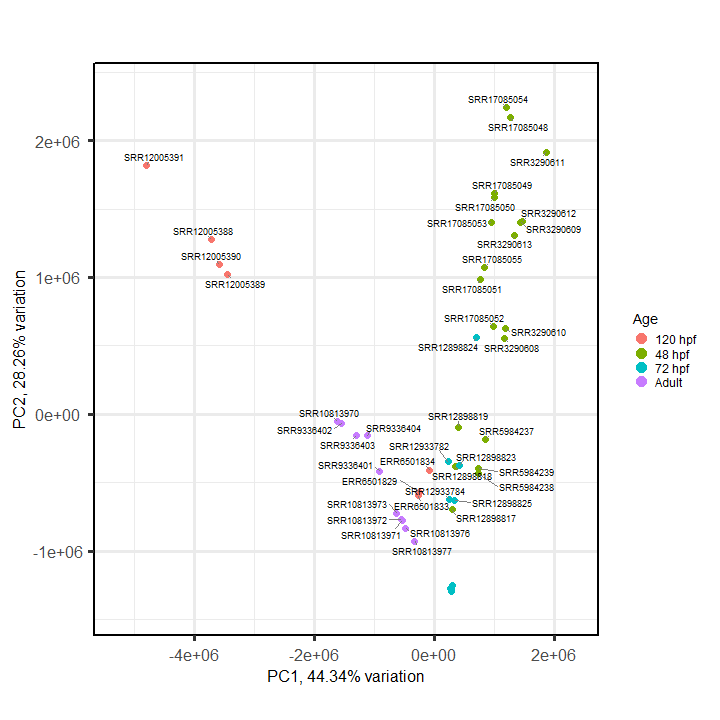 SRR17085054
SRR17085048
SRR3290611
SRR12005391
SRR17085049
SRR17085050
SRR3290612
SRR17085053
SRR3290609
SRR12005388
SRR3290613
SRR12005390
SRR17085055
SRR12005389
SRR17085051
SRR17085052
SRR3290610
SRR12898824
SRR3290608
SRR10813970
SRR12898819
SRR9336402
SRR9336404
SRR5984237
SRR9336403
SRR12933782
SRR12898823
SRR9336401
ERR6501834
SRR5984239
SRR12898818
ERR6501829
SRR5984238
SRR12933784
SRR10813973
ERR6501833
SRR12898825
SRR10813972
SRR12898817
SRR10813971
SRR10813976
SRR10813977
2e+06
1e+06
0e+00
-1e+06
PC2, 28.26% variation
-4e+06
-2e+06
0e+00
2e+06
PC1, 44.34% variation
Age
120 hpf
48 hpf
72 hpf
Adult